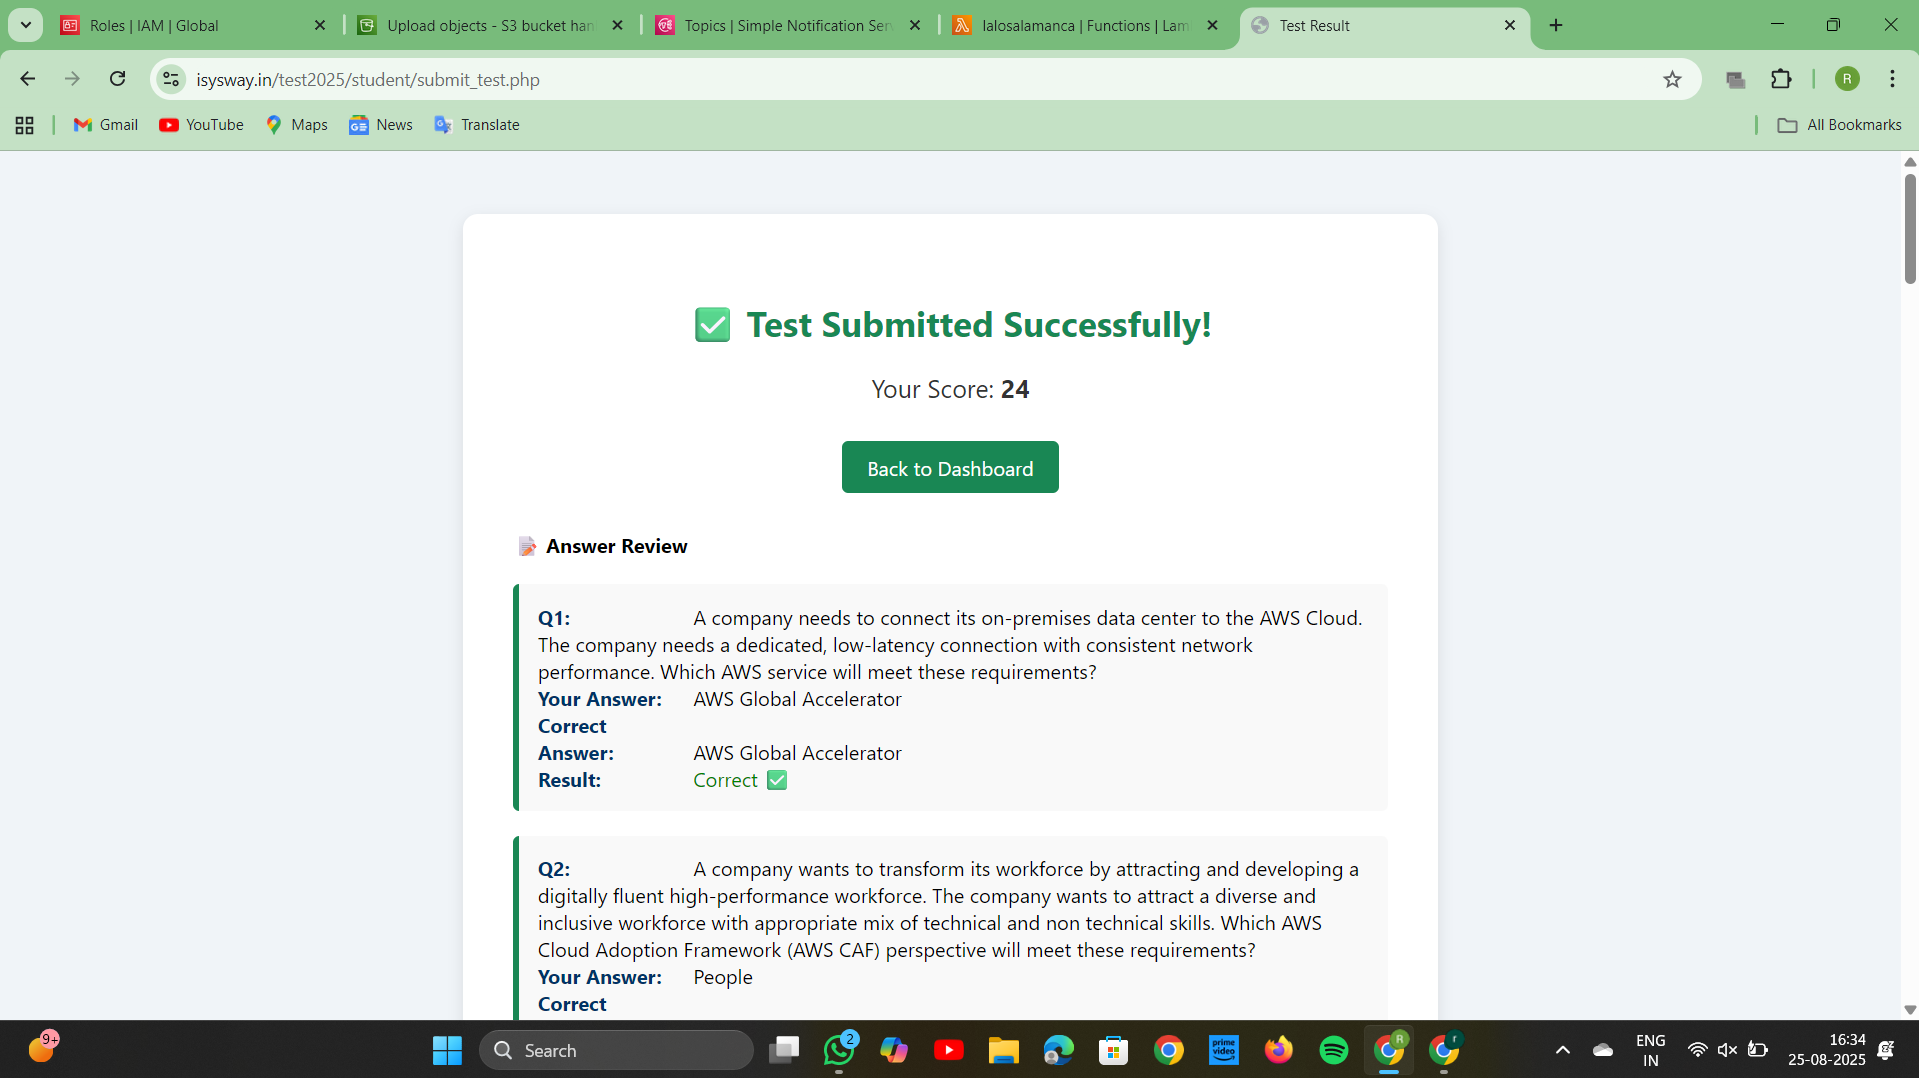 Roles | IAM | Global
Upload objects - S3 bucket han
Topics | Simple Notification Serv
lalosalamanca | Functions | Lam
Test Result
isysway.in/test2025/student/submit_test.php
R
Gmail
YouTube
Maps
News
Translate
All Bookmarks
Test Submitted Successfully!
Your Score: 24
Back to Dashboard
Answer Review
Q1: A company needs to connect its on-premises data center to the AWS Cloud.
The company needs a dedicated, low-latency connection with consistent network
performance. Which AWS service will meet these requirements?
Your Answer: AWS Global Accelerator
Correct
Answer: AWS Global Accelerator
Result: Correct
Q2: A company wants to transform its workforce by attracting and developing a
digitally fluent high-performance workforce. The company wants to attract a diverse and
inclusive workforce with appropriate mix of technical and non technical skills. Which AWS
Cloud Adoption Framework (AWS CAF) perspective will meet these requirements?
Your Answer: People
Correct
9+
Search
2
prime video
R
r
ENG
IN
16:34
25-08-2025